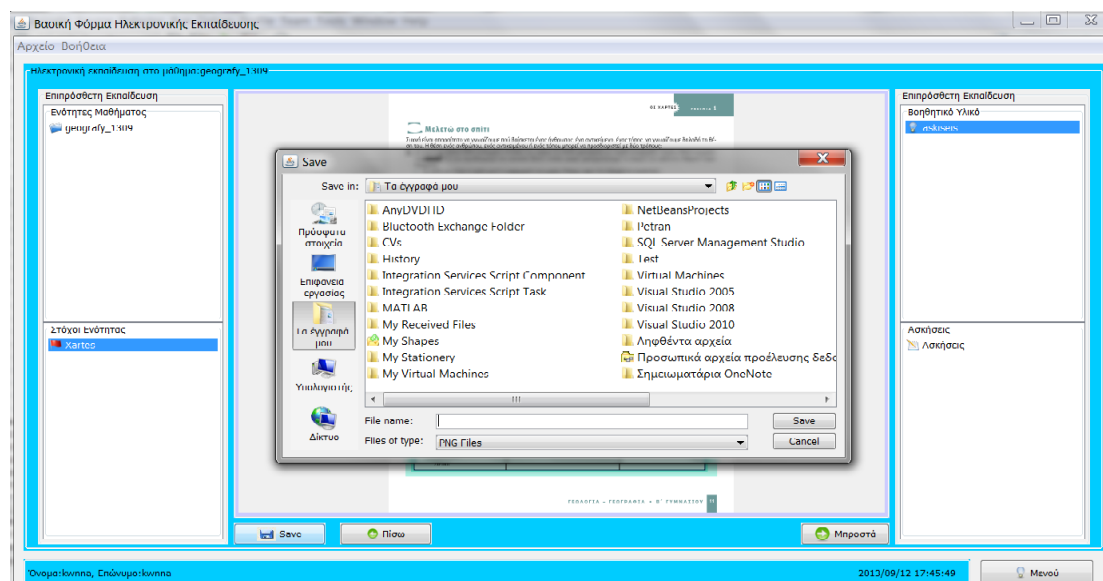 Βασική Φόρμα Ηλεκτρονικής Εκπαίδευσης
Αρχείο Βοήθεια
Ηλεκτρονική εκπαίδευση στο μάθημα:geografy_1309
Επιπρόσθετη Εκπαίδευση
Ενότητες Μαθήματος
geografy_1309
Στόχοι Ενότητας
Xartes
ΟΙ ΧΑΡΤΕΣ
Μελετώ στο σπίτι
Save
Save in: Τα έγγραφά μου
Πρόσφατα στοιχεία
Επιφάνεια εργασίας
Τα έγγραφά μου
Υπολογιστής
Δίκτυο
AnyDVDHD
Bluetooth Exchange Folder
CVs
History
Integration Services Script Component
Integration Services Script Task
MATLAB
My Received Files
My Shapes
My Stationery
My Virtual Machines
NetBeansProjects
Petran
SQL Server Management Studio
Test
Virtual Machines
Visual Studio 2005
Visual Studio 2008
Visual Studio 2010
Ληφθέντα αρχεία
Προσωπικά αρχεία προέλευσης δεδο
Σημειωματάρια OneNote
File name:
Save
Files of type: PNG Files
Cancel
ΓΕΩΛΟΓΙΑ – ΓΕΩΓΡΑΦΙΑ • Β΄ ΓΥΜΝΑΣΙΟΥ
Save
Πίσω
Μπροστά
Επιπρόσθετη Εκπαίδευση
Βοηθητικό Υλικό
askiseis
Ασκήσεις
Ασκήσεις
Όνομα:kwnna, Επώνυμο:kwnna
2013/09/12 17:45:49
Μενού